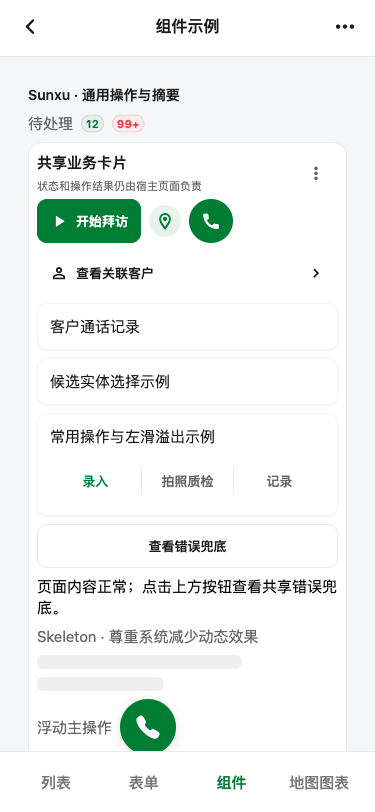 组件示例
Sunxu · 通用操作与摘要
待处理 12 99+
共享业务卡片
状态和操作结果仍由宿主页面负责
开始拜访
查看关联客户
客户通话记录
候选实体选择示例
常用操作与左滑溢出示例
录入 拍照质检 记录
查看错误兜底
页面内容正常；点击上方按钮查看共享错误兜
底。
Skeleton · 尊重系统减少动态效果
浮动主操作
列表 表单 组件 地图图表